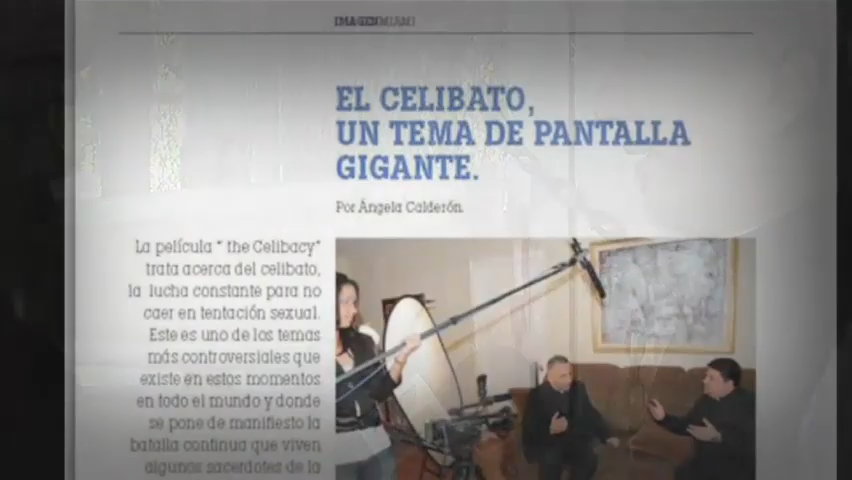 EL CELIBATO,
UN TEMA DE PANTALLA
GIGANTE.
Por Ángela Calderón.
La película " the Celibacy"
trata acerca del celibato,
la lucha constante para no
caer en tentación sexual.
Este es uno de los temas
más controversiales que
existe en estos momentos
en todo el mundo y donde
se pone de manifiesto la
batalla continua que viven
algunos sacerdotes de la